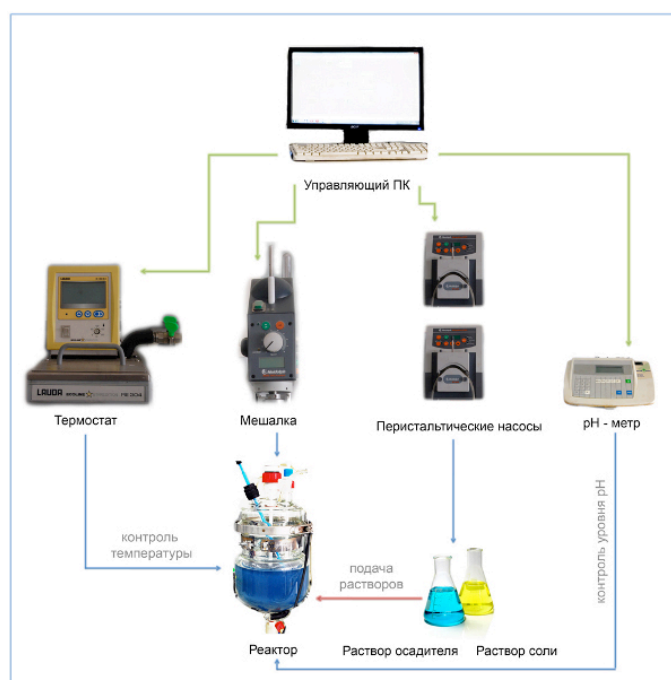 Управляющий ПК
LAUDA
Термостат
Мешалка
Перистальтические насосы
pH - метр
контроль
температуры
подача
растворов
контроль уровня pH
Реактор
Раствор осадителя
Раствор соли